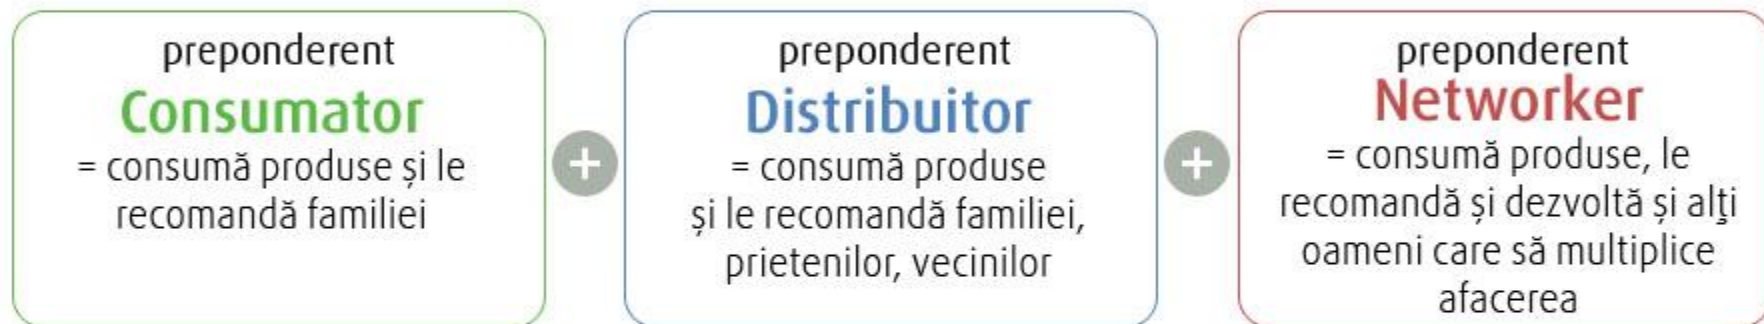 preponderent
Consumator
= consumă produse și le
recomandă familiei
+
preponderent
Distribuitor
= consumă produse
și le recomandă familiei,
prietenilor, vecinilor
+
preponderent
Networker
= consumă produse, le
recomandă și dezvoltă și alţi
oameni care să multiplice
afacerea